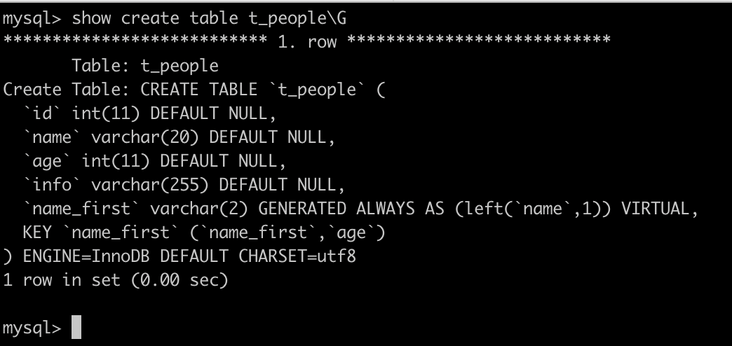 mysql> show create table t_people\G
*************************** 1. row ***************************
Table: t_people
Create Table: CREATE TABLE `t_people` (
`id` int(11) DEFAULT NULL,
`name` varchar(20) DEFAULT NULL,
`age` int(11) DEFAULT NULL,
`info` varchar(255) DEFAULT NULL,
`name_first` varchar(2) GENERATED ALWAYS AS (left(`name`,1)) VIRTUAL,
KEY `name_first` (`name_first`,`age`)
) ENGINE=InnoDB DEFAULT CHARSET=utf8
1 row in set (0.00 sec)
mysql>